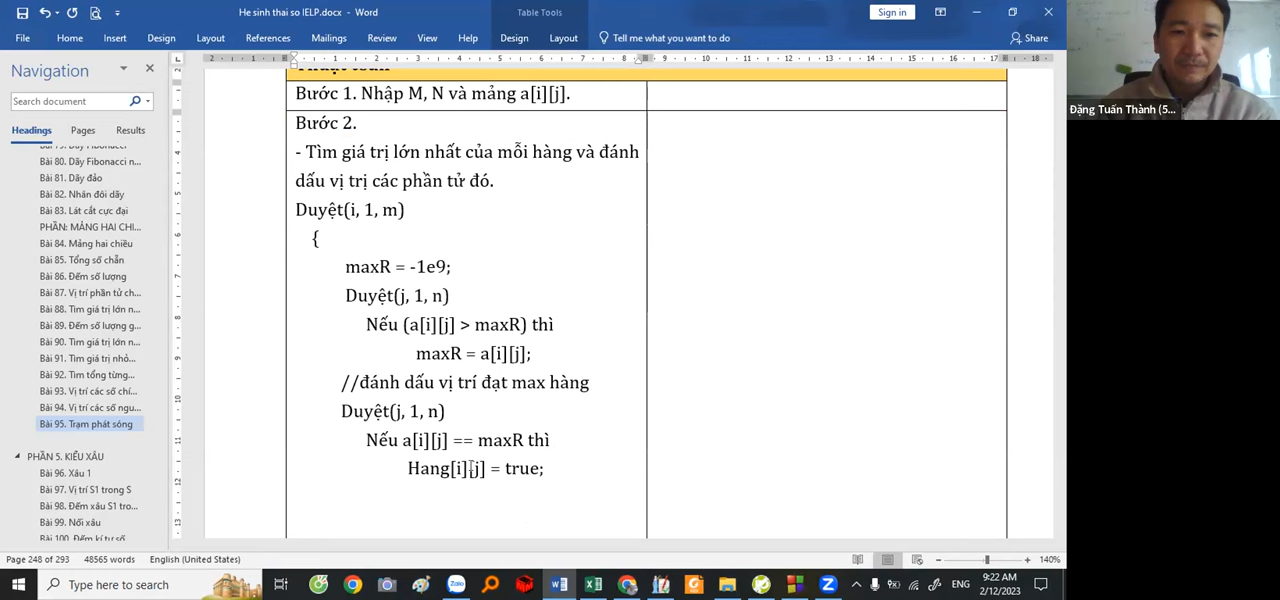 He sinh thai so IELP.docx - Word
Table Tools
Sign in
File Home Insert Design Layout References Mailings Review View Help Design Layout Tell me what you want to do Share
Đặng Tuấn Thành (5...
Navigation
Search document
Headings Pages Results
Bài 80. Dãy Fibonacci n...
Bài 81. Dãy đảo
Bài 82. Nhân đôi dãy
Bài 83. Lát cắt cực đại
PHẦN: MẢNG HAI CHI...
Bài 84. Mảng hai chiều
Bài 85. Tổng số chẵn
Bài 86. Đếm số lượng
Bài 87. Vị trí phần tử ch...
Bài 88. Tìm giá trị lớn n...
Bài 89. Đếm số lượng g...
Bài 90. Tìm giá trị lớn n...
Bài 91. Tìm giá trị nhỏ...
Bài 92. Tìm tổng từng...
Bài 93. Vị trí các số chí...
Bài 94. Vị trí các số ngu...
Bài 95. Trạm phát sóng
PHẦN 5. KIỂU XÂU
Bài 96. Xâu 1
Bài 97. Vị trí S1 trong S
Bài 98. Đếm xâu S1 tro...
Bài 99. Nối xâu
Bài 100. Đếm kí tự số
Bước 1. Nhập M, N và mảng a[i][j].
Bước 2.
- Tìm giá trị lớn nhất của mỗi hàng và đánh
dấu vị trí các phần tử đó.
Duyệt(i, 1, m)
{
maxR = -1e9;
Duyệt(j, 1, n)
Nếu (a[i][j] > maxR) thì
maxR = a[i][j];
//đánh dấu vị trí đạt max hàng
Duyệt(j, 1, n)
Nếu a[i][j] == maxR thì
Hang[i][j] = true;
Page 248 of 293 48565 words English (United States) 140%
Type here to search
ENG
9:22 AM
2/12/2023